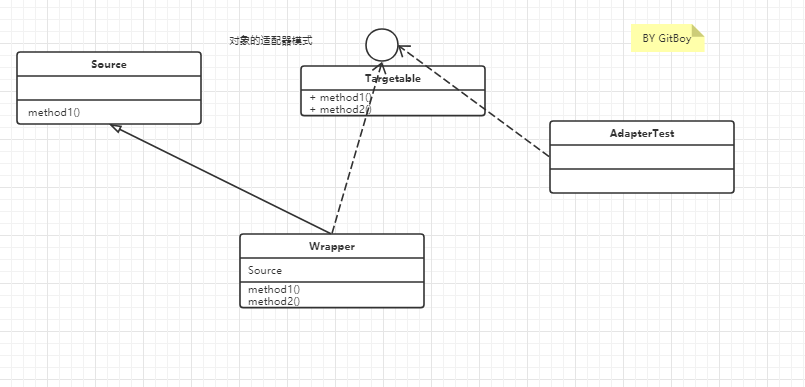 对象的适配器模式
BY GitBoy
Source
method1()
Targetable
+ method1()
+ method2()
AdapterTest
Wrapper
Source
method1()
method2()